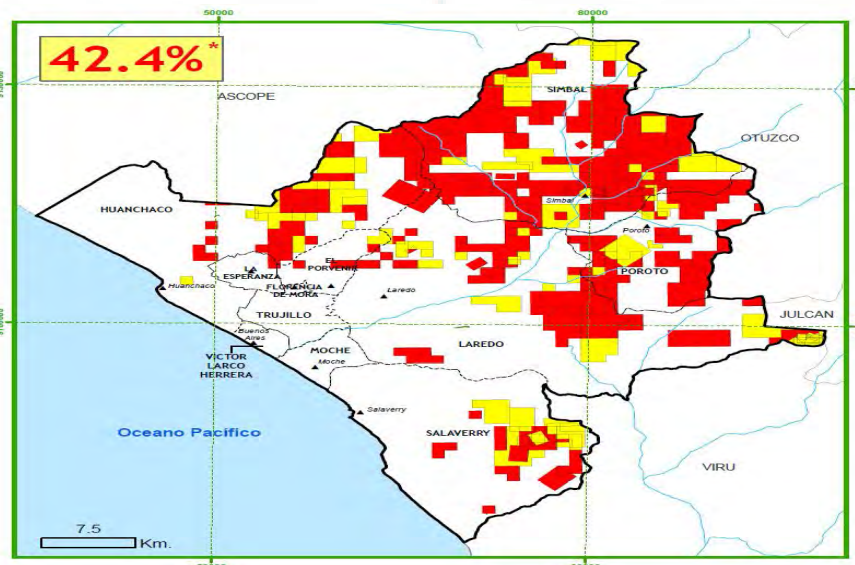 50000
80000
42.4%*
ASCOPE
SIMBAL
OTUZCO
Simbal
HUANCHACO
Poroto
LA
ESPERANZA
EL
PORVENIR
POROTO
Huanchaco
FLORENCIA
DE MORA
Laredo
TRUJILLO
JULCAN
Buenos
Aires
VICTOR
LARCO
HERRERA
MOCHE
Moche
LAREDO
Salaverry
Oceano Pacífico
SALAVERRY
VIRU
7.5
Km.